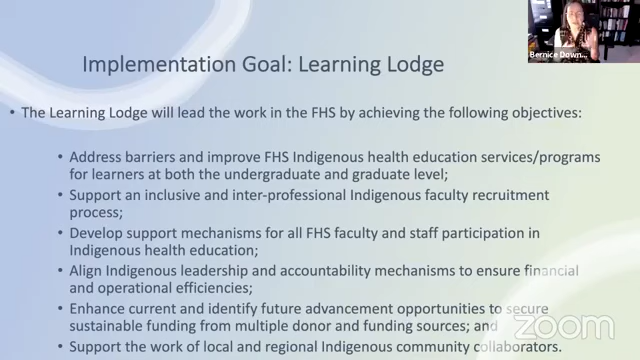 Bernice Down...
Implementation Goal: Learning Lodge
• The Learning Lodge will lead the work in the FHS by achieving the following objectives:
• Address barriers and improve FHS Indigenous health education services/programs
for learners at both the undergraduate and graduate level;
• Support an inclusive and inter-professional Indigenous faculty recruitment
process;
• Develop support mechanisms for all FHS faculty and staff participation in
Indigenous health education;
• Align Indigenous leadership and accountability mechanisms to ensure financial
and operational efficiencies;
• Enhance current and identify future advancement opportunities to secure
sustainable funding from multiple donor and funding sources; and
• Support the work of local and regional Indigenous community collaborators.
zoom